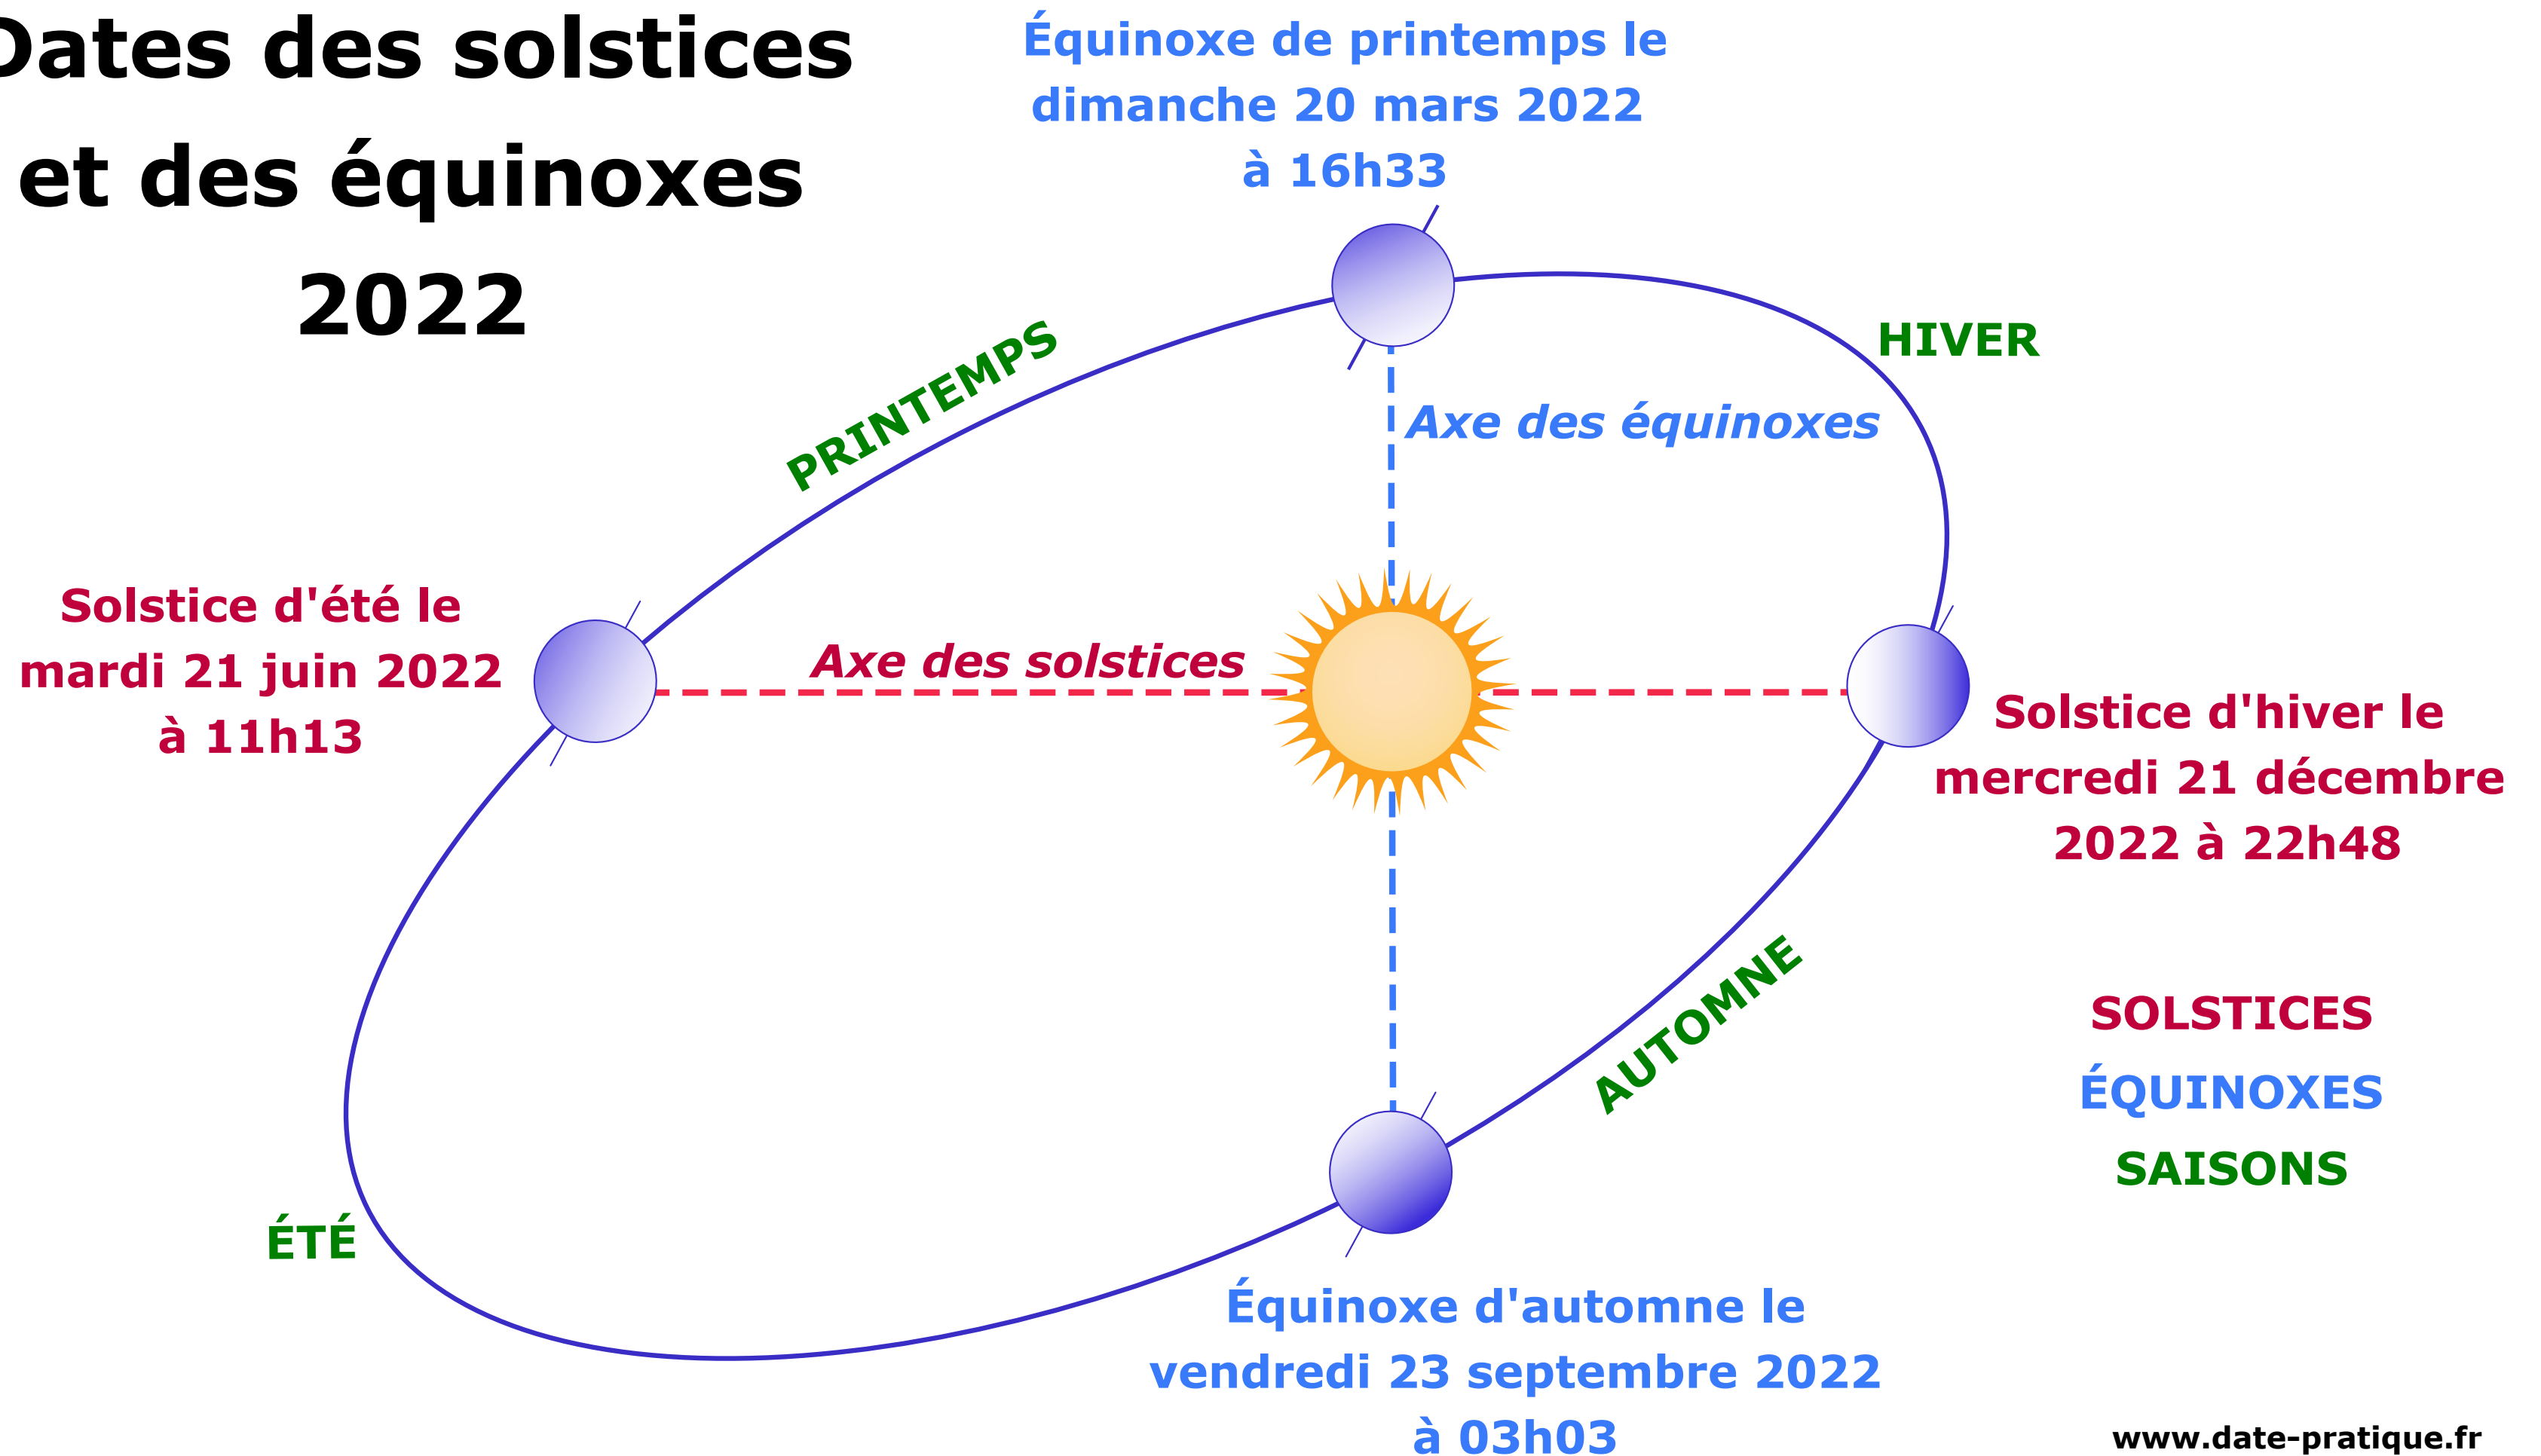 Dates des solstices
et des équinoxes
2022
Équinoxe de printemps le
dimanche 20 mars 2022
à 16h33
PRINTEMPS
HIVER
Axe des équinoxes
Solstice d'été le
mardi 21 juin 2022
à 11h13
Axe des solstices
Solstice d'hiver le
mercredi 21 décembre
2022 à 22h48
AUTOMNE
SOLSTICES
ÉQUINOXES
SAISONS
ÉTÉ
Équinoxe d'automne le
vendredi 23 septembre 2022
à 03h03
www.date-pratique.fr